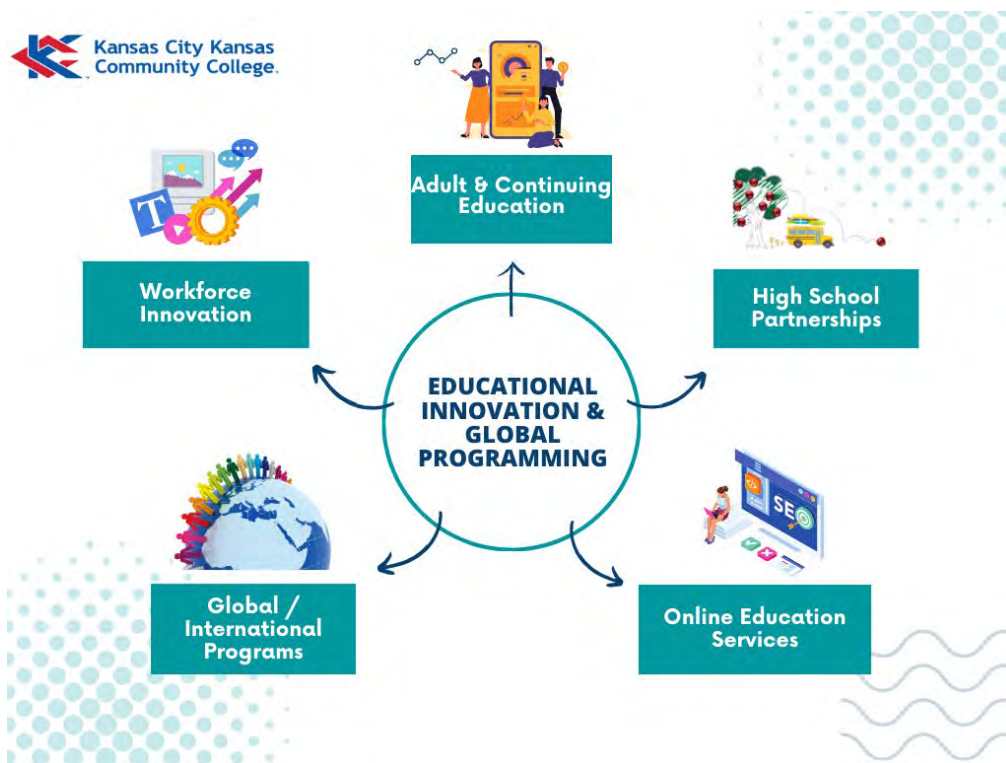 Kansas City Kansas
Community College.
Adult & Continuing
Education
Workforce
Innovation
T
High School
Partnerships
EDUCATIONAL
INNOVATION &
GLOBAL
PROGRAMMING
SEO
Global /
International
Programs
Online Education
Services